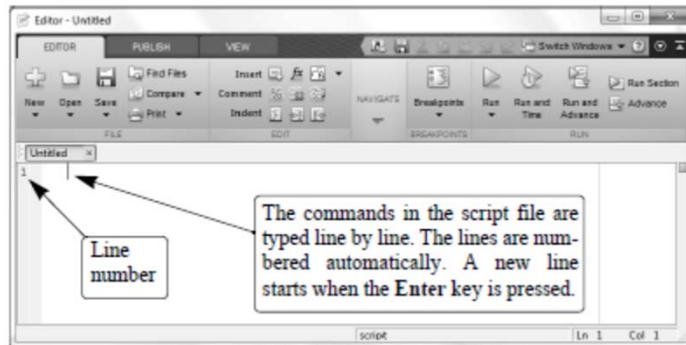 Editor - Untitled
EDITOR PUBLISH VIEW Switch Windows
Find Files Insert fx Run Section
New Open Save Compare Comment NAVIGATE Breakpoints Run Run and Time Run and Advance Advance
Print Indent
FILE EDIT BREAKPOINTS RUN
Untitled ×
1
Line
number
The commands in the script file are
typed line by line. The lines are num-
bered automatically. A new line
starts when the Enter key is pressed.
script Ln 1 Col 1